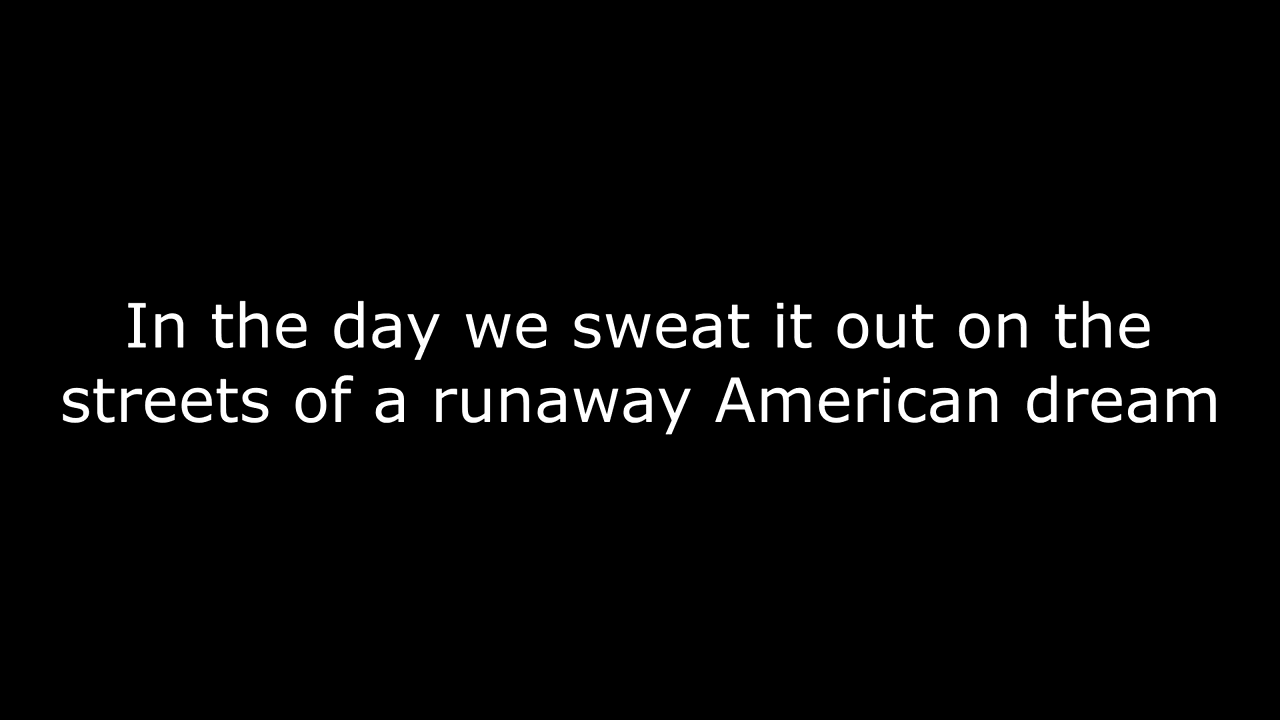 In the day we sweat it out on the
streets of a runaway American dream